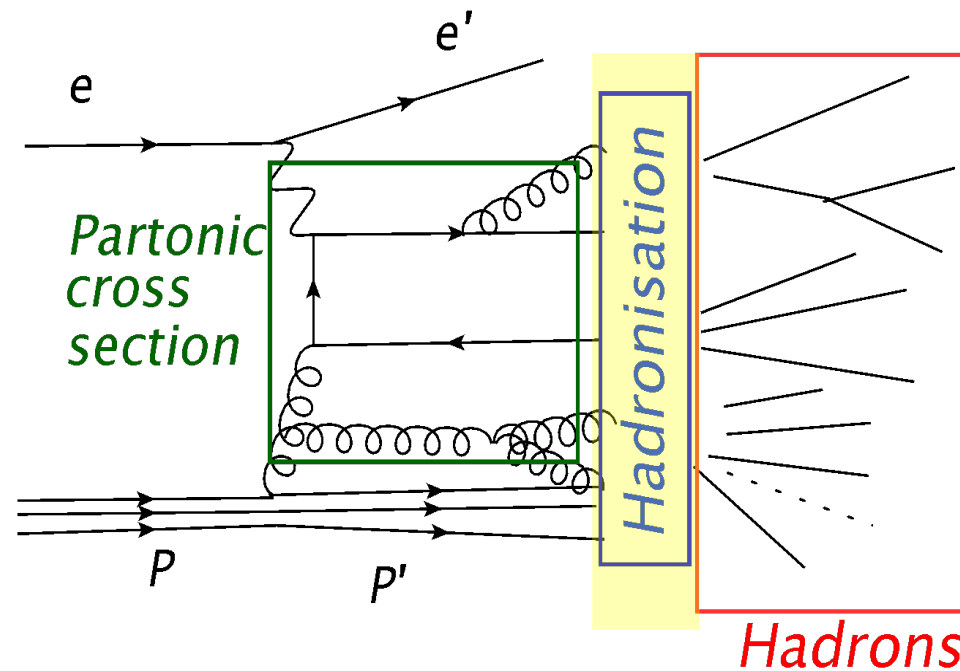 e'
e
Partonic
cross
section
Hadronisation
P
P'
Hadrons